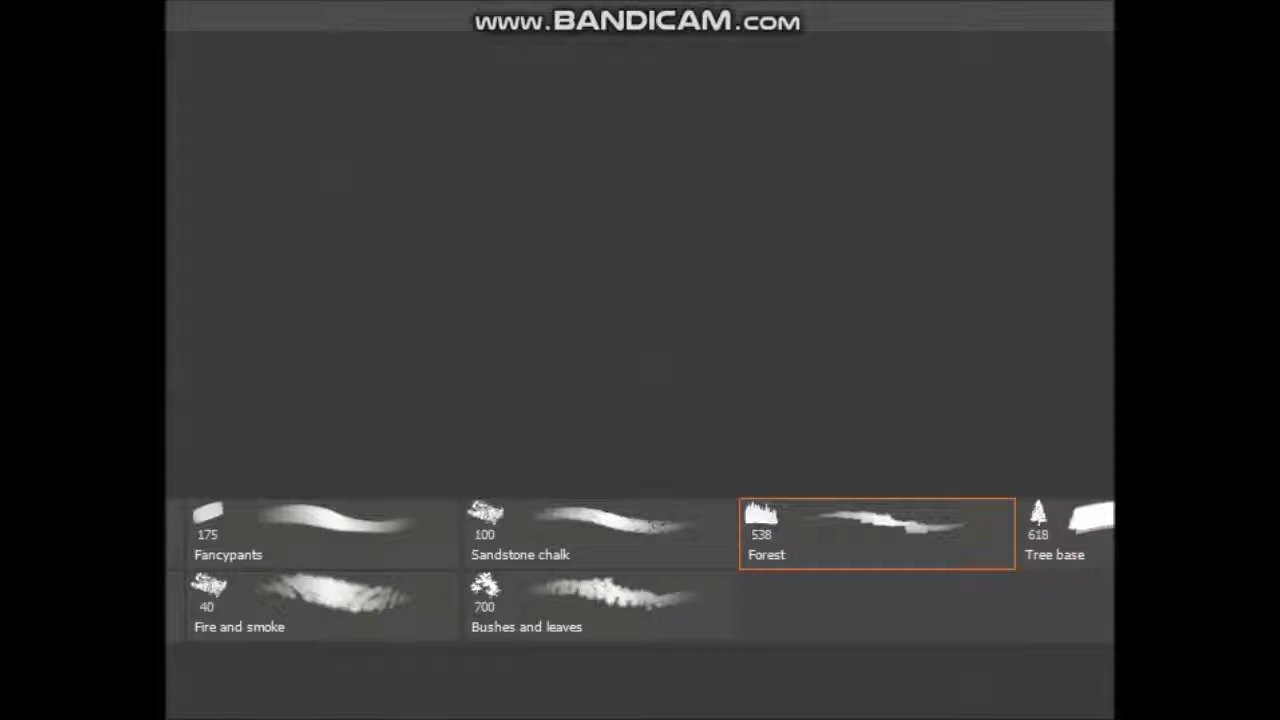 www.BANDICAM.com
175
Fancypants
100
Sandstone chalk
538
Forest
618
Tree base
40
Fire and smoke
700
Bushes and leaves